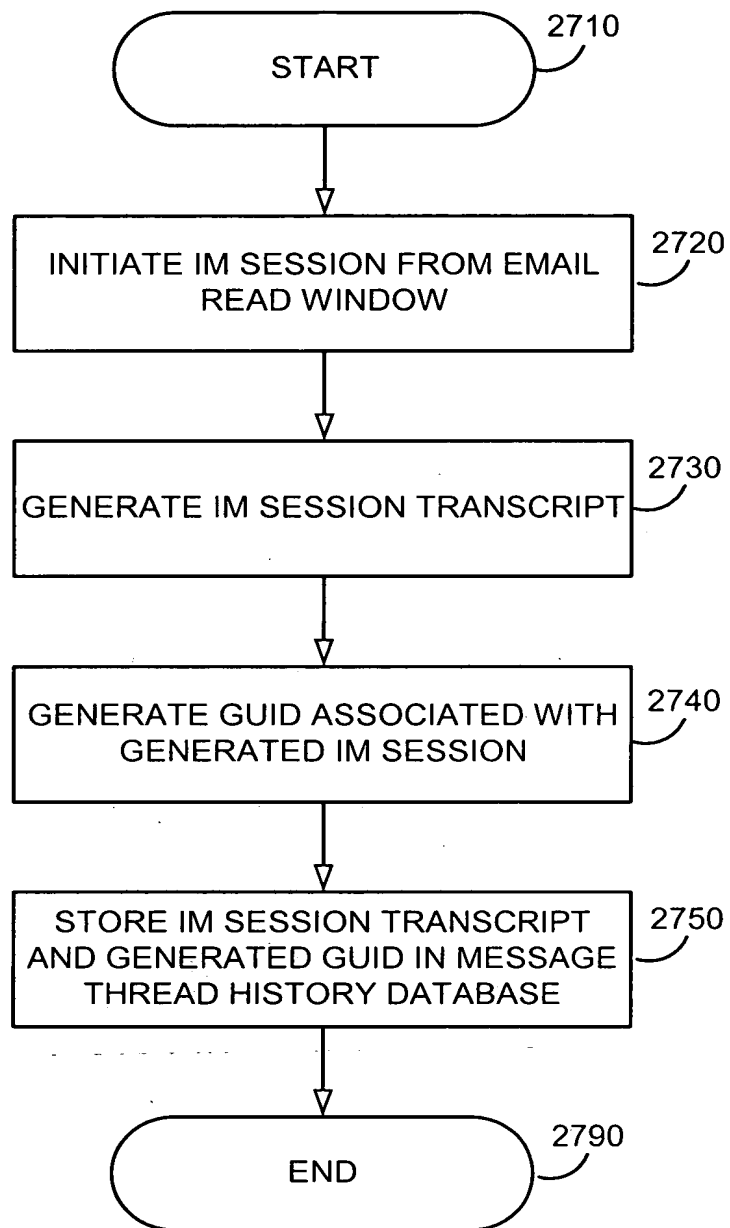 2710
START
2720
INITIATE IM SESSION FROM EMAIL
READ WINDOW
2730
GENERATE IM SESSION TRANSCRIPT
2740
GENERATE GUID ASSOCIATED WITH
GENERATED IM SESSION
2750
STORE IM SESSION TRANSCRIPT
AND GENERATED GUID IN MESSAGE
THREAD HISTORY DATABASE
2790
END